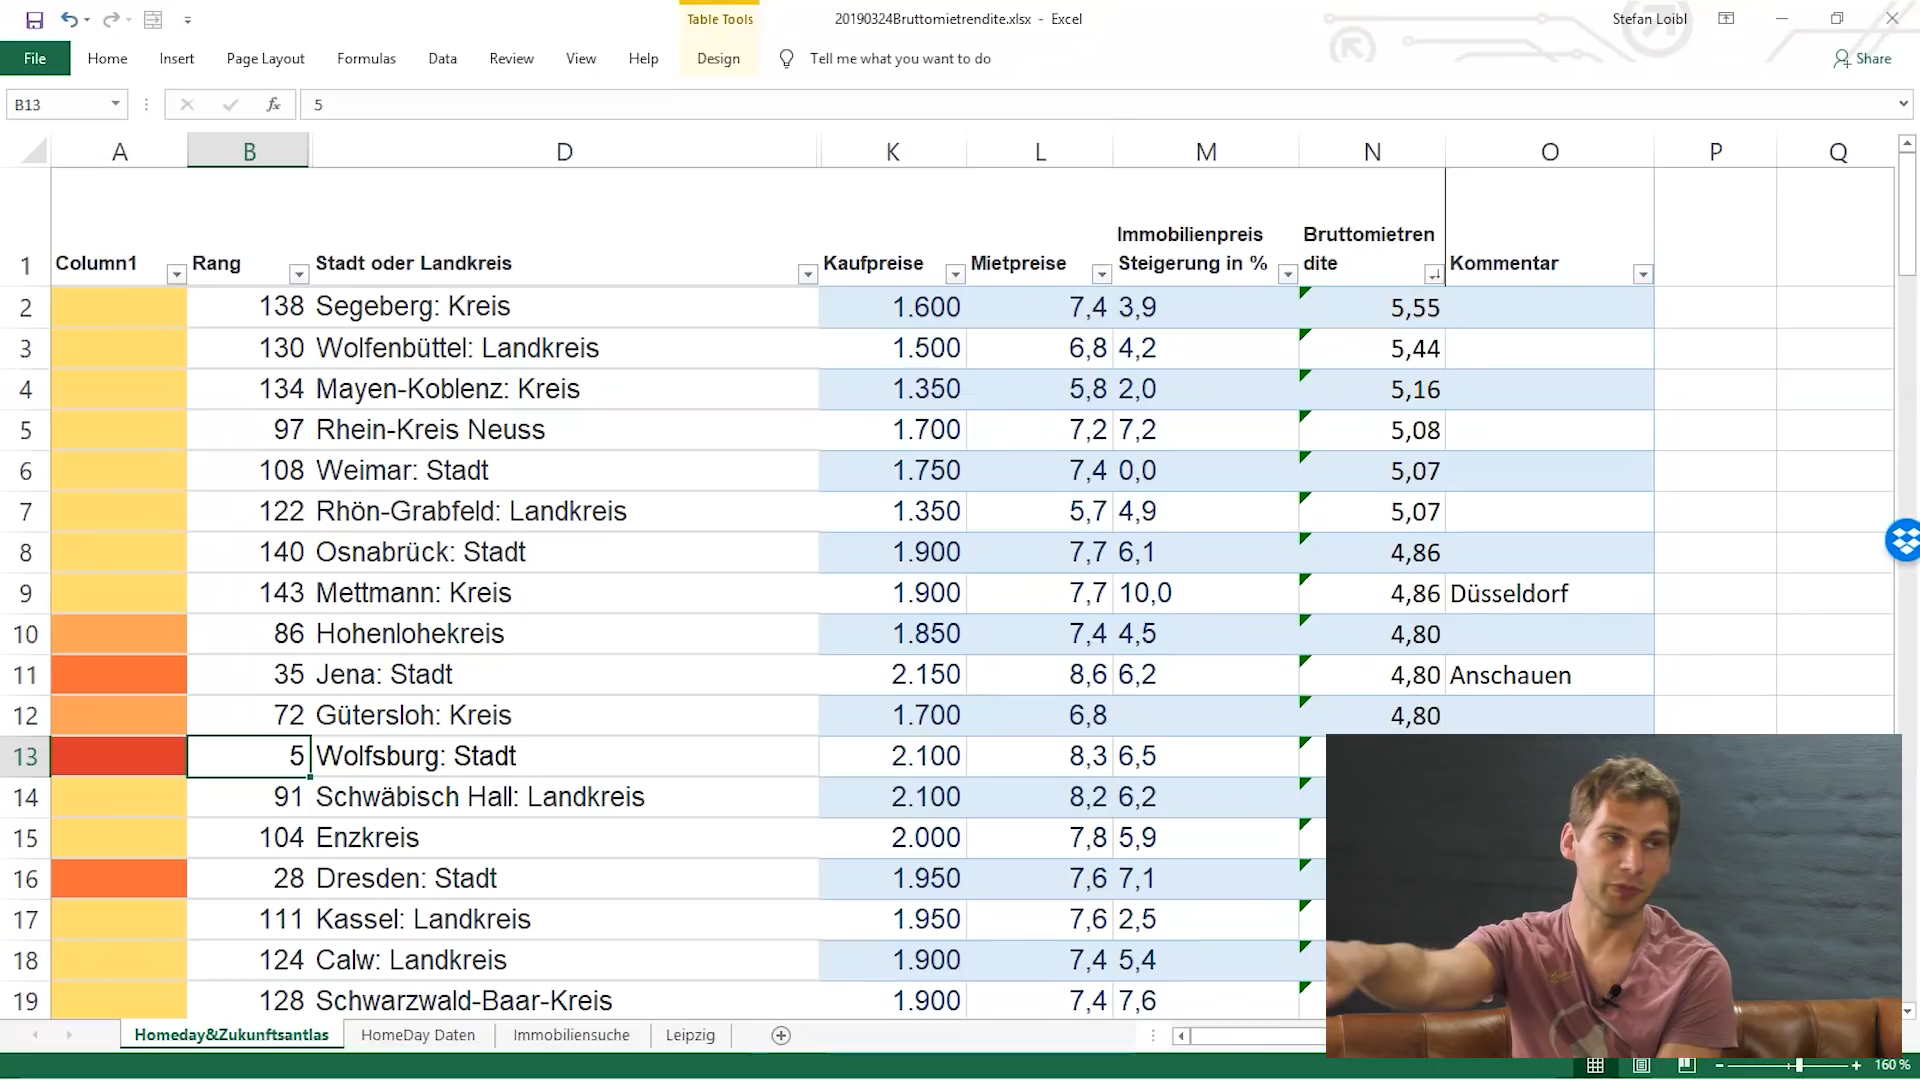 Table Tools
20190324Bruttomietrendite.xlsx - Excel
Stefan Loibl
File Home Insert Page Layout Formulas Data Review View Help Design Tell me what you want to do Share
B13 fx 5
A B D K L M N O P Q
1 Column1 Rang Stadt oder Landkreis Kaufpreise Mietpreise Immobilienpreis Steigerung in % Bruttomietren dite Kommentar
2 138 Segeberg: Kreis 1.600 7,4 3,9 5,55
3 130 Wolfenbüttel: Landkreis 1.500 6,8 4,2 5,44
4 134 Mayen-Koblenz: Kreis 1.350 5,8 2,0 5,16
5 97 Rhein-Kreis Neuss 1.700 7,2 7,2 5,08
6 108 Weimar: Stadt 1.750 7,4 0,0 5,07
7 122 Rhön-Grabfeld: Landkreis 1.350 5,7 4,9 5,07
8 140 Osnabrück: Stadt 1.900 7,7 6,1 4,86
9 143 Mettmann: Kreis 1.900 7,7 10,0 4,86 Düsseldorf
10 86 Hohenlohekreis 1.850 7,4 4,5 4,80
11 35 Jena: Stadt 2.150 8,6 6,2 4,80 Anschauen
12 72 Gütersloh: Kreis 1.700 6,8 4,80
13 5 Wolfsburg: Stadt 2.100 8,3 6,5
14 91 Schwäbisch Hall: Landkreis 2.100 8,2 6,2
15 104 Enzkreis 2.000 7,8 5,9
16 28 Dresden: Stadt 1.950 7,6 7,1
17 111 Kassel: Landkreis 1.950 7,6 2,5
18 124 Calw: Landkreis 1.900 7,4 5,4
19 128 Schwarzwald-Baar-Kreis 1.900 7,4 7,6
Homeday&Zukunftsantlas HomeDay Daten Immobiliensuche Leipzig
160 %